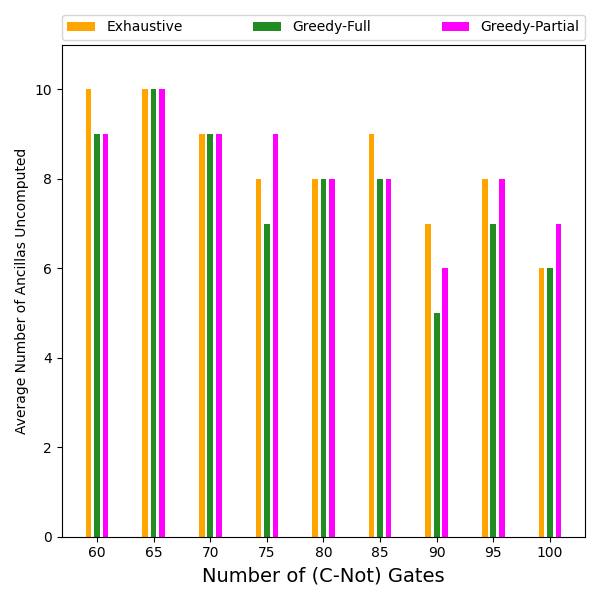 Exhaustive Greedy-Full Greedy-Partial
Average Number of Ancillas Uncomputed
10
8
6
4
2
0
60 65 70 75 80 85 90 95 100
Number of (C-Not) Gates